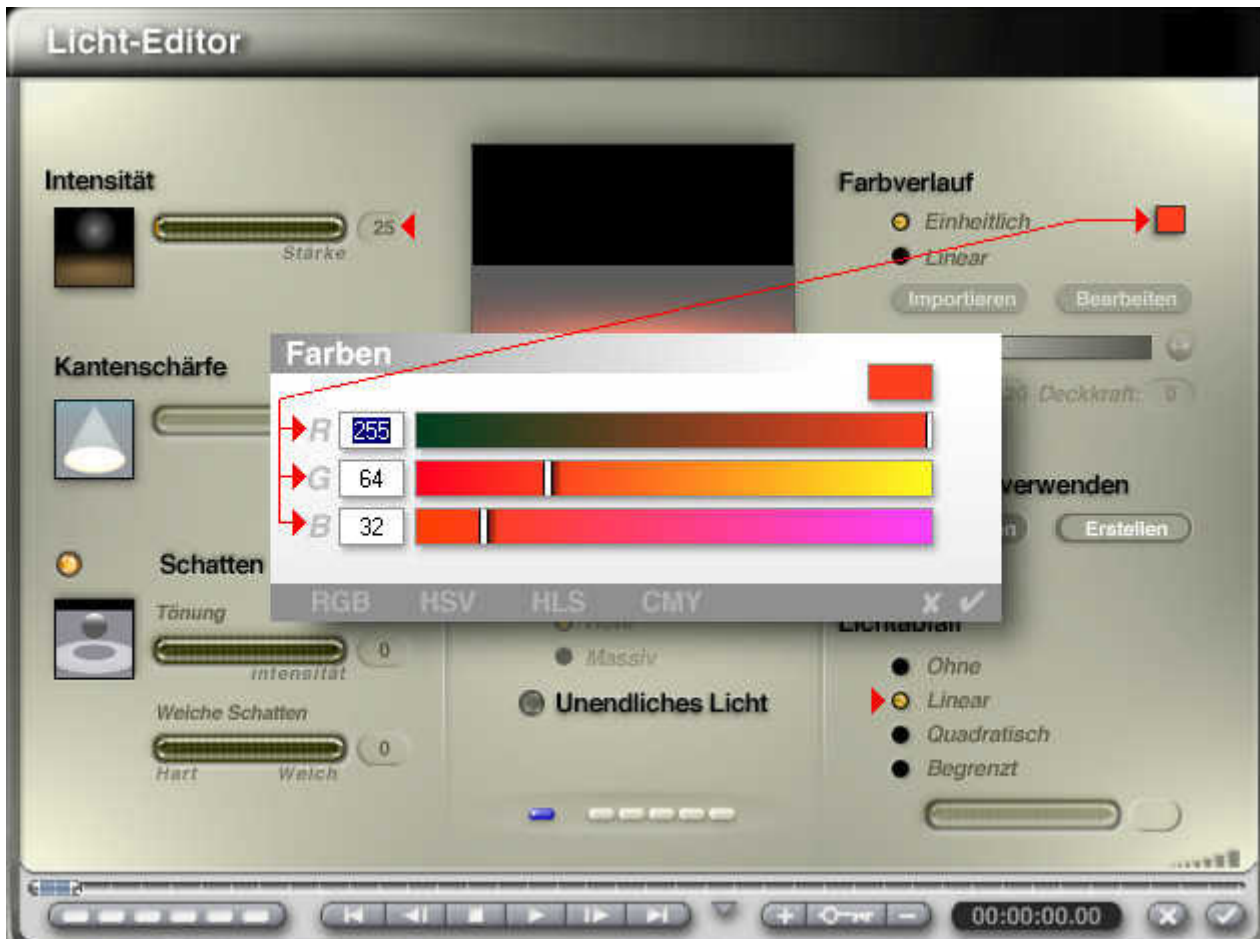 Licht-Editor
Intensität
25
Stärke
Kantenschärfe
Schatten
Tönung
0
intensität
Weiche Schatten
0
Hart Weich
Farben
R 255
G 64
B 32
RGB HSV HLS CMY
Massiv
Unendliches Licht
Farbverlauf
Einheitlich
Linear
Importieren Bearbeiten
Deckkraft: 0
verwenden
Erstellen
Lichtabfall
Ohne
Linear
Quadratisch
Begrenzt
00:00:00.00